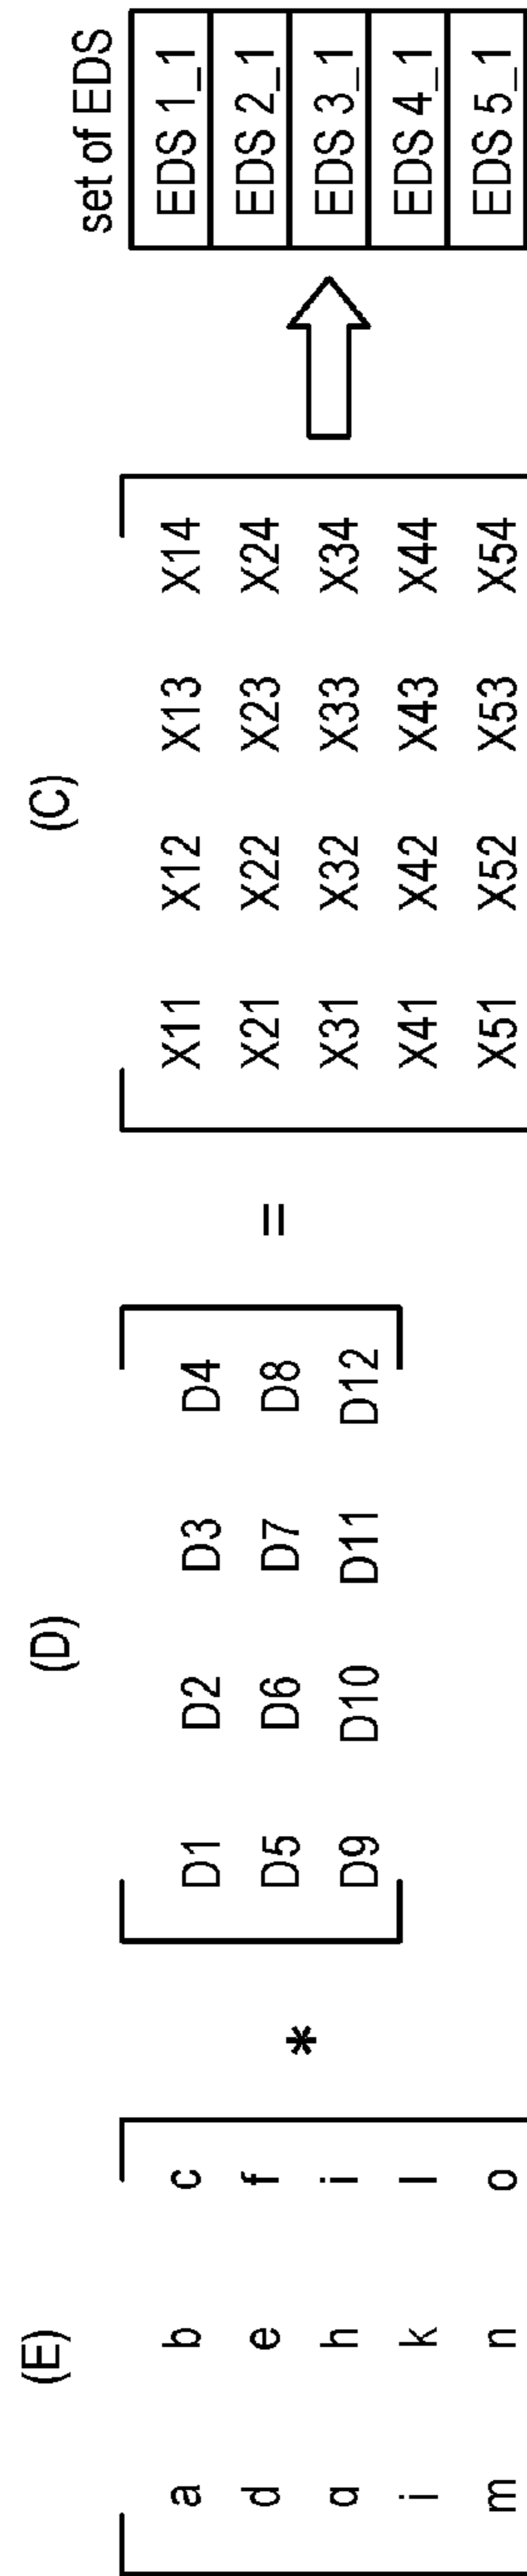 (E) (D) (C) set of EDS
a b c
d e f
g h i
j k l
m n o
*
D1 D2 D3 D4
D5 D6 D7 D8
D9 D10 D11 D12
=
X11 X12 X13 X14
X21 X22 X23 X24
X31 X32 X33 X34
X41 X42 X43 X44
X51 X52 X53 X54
EDS 1_1
EDS 2_1
EDS 3_1
EDS 4_1
EDS 5_1